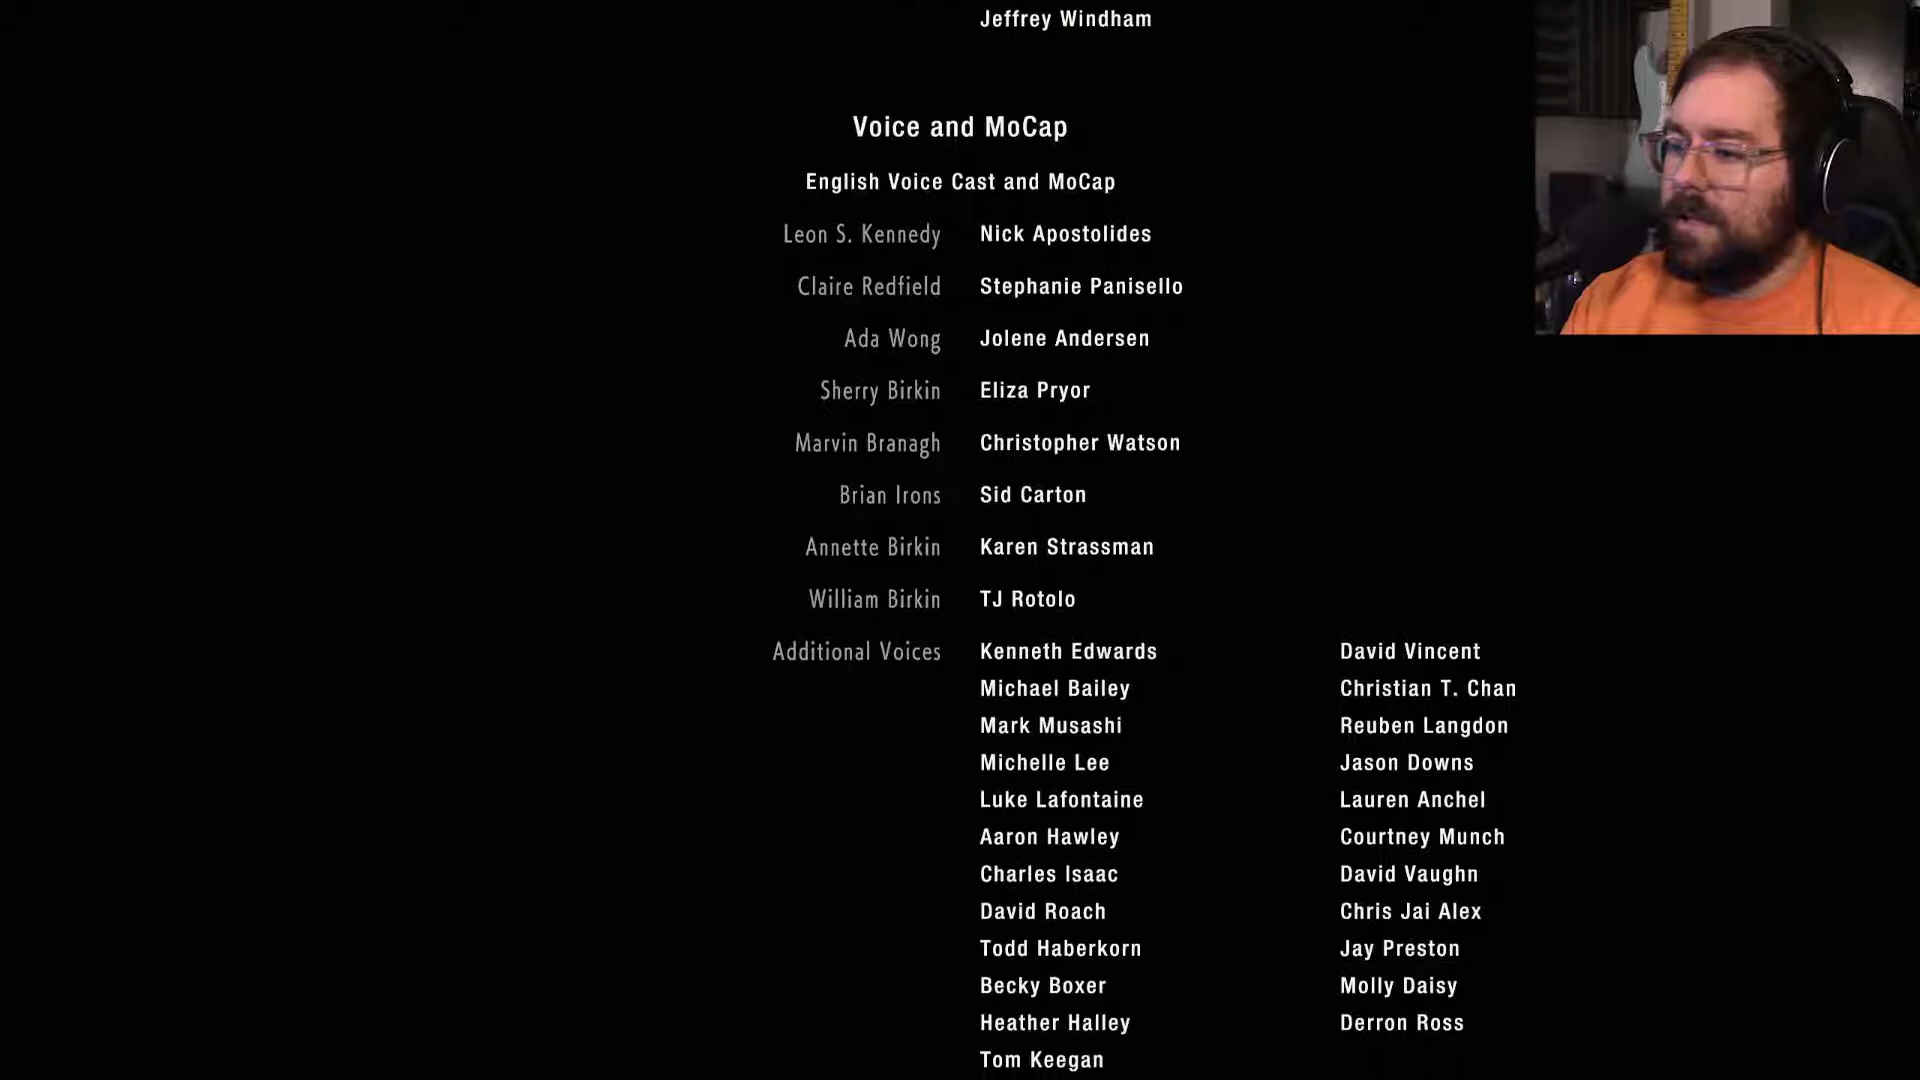 Jeffrey Windham
Voice and MoCap
English Voice Cast and MoCap
Leon S. Kennedy Nick Apostolides
Claire Redfield Stephanie Panisello
Ada Wong Jolene Andersen
Sherry Birkin Eliza Pryor
Marvin Branagh Christopher Watson
Brian Irons Sid Carton
Annette Birkin Karen Strassman
William Birkin TJ Rotolo
Additional Voices Kenneth Edwards David Vincent
Michael Bailey Christian T. Chan
Mark Musashi Reuben Langdon
Michelle Lee Jason Downs
Luke Lafontaine Lauren Anchel
Aaron Hawley Courtney Munch
Charles Isaac David Vaughn
David Roach Chris Jai Alex
Todd Haberkorn Jay Preston
Becky Boxer Molly Daisy
Heather Halley Derron Ross
Tom Keegan